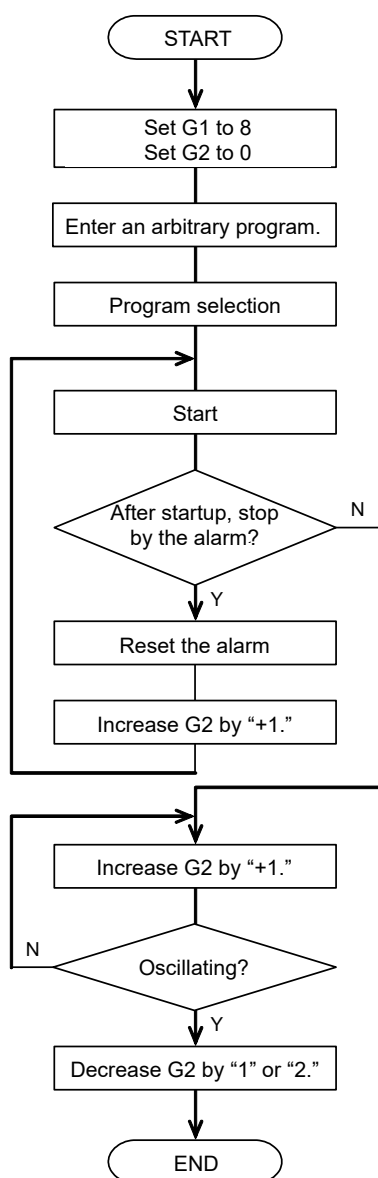 START
Set G1 to 8
Set G2 to 0
Enter an arbitrary program.
Program selection
Start
After startup, stop
by the alarm?
N
Y
Reset the alarm
Increase G2 by “+1.”
Increase G2 by “+1.”
N
Oscillating?
Y
Decrease G2 by “1” or “2.”
END